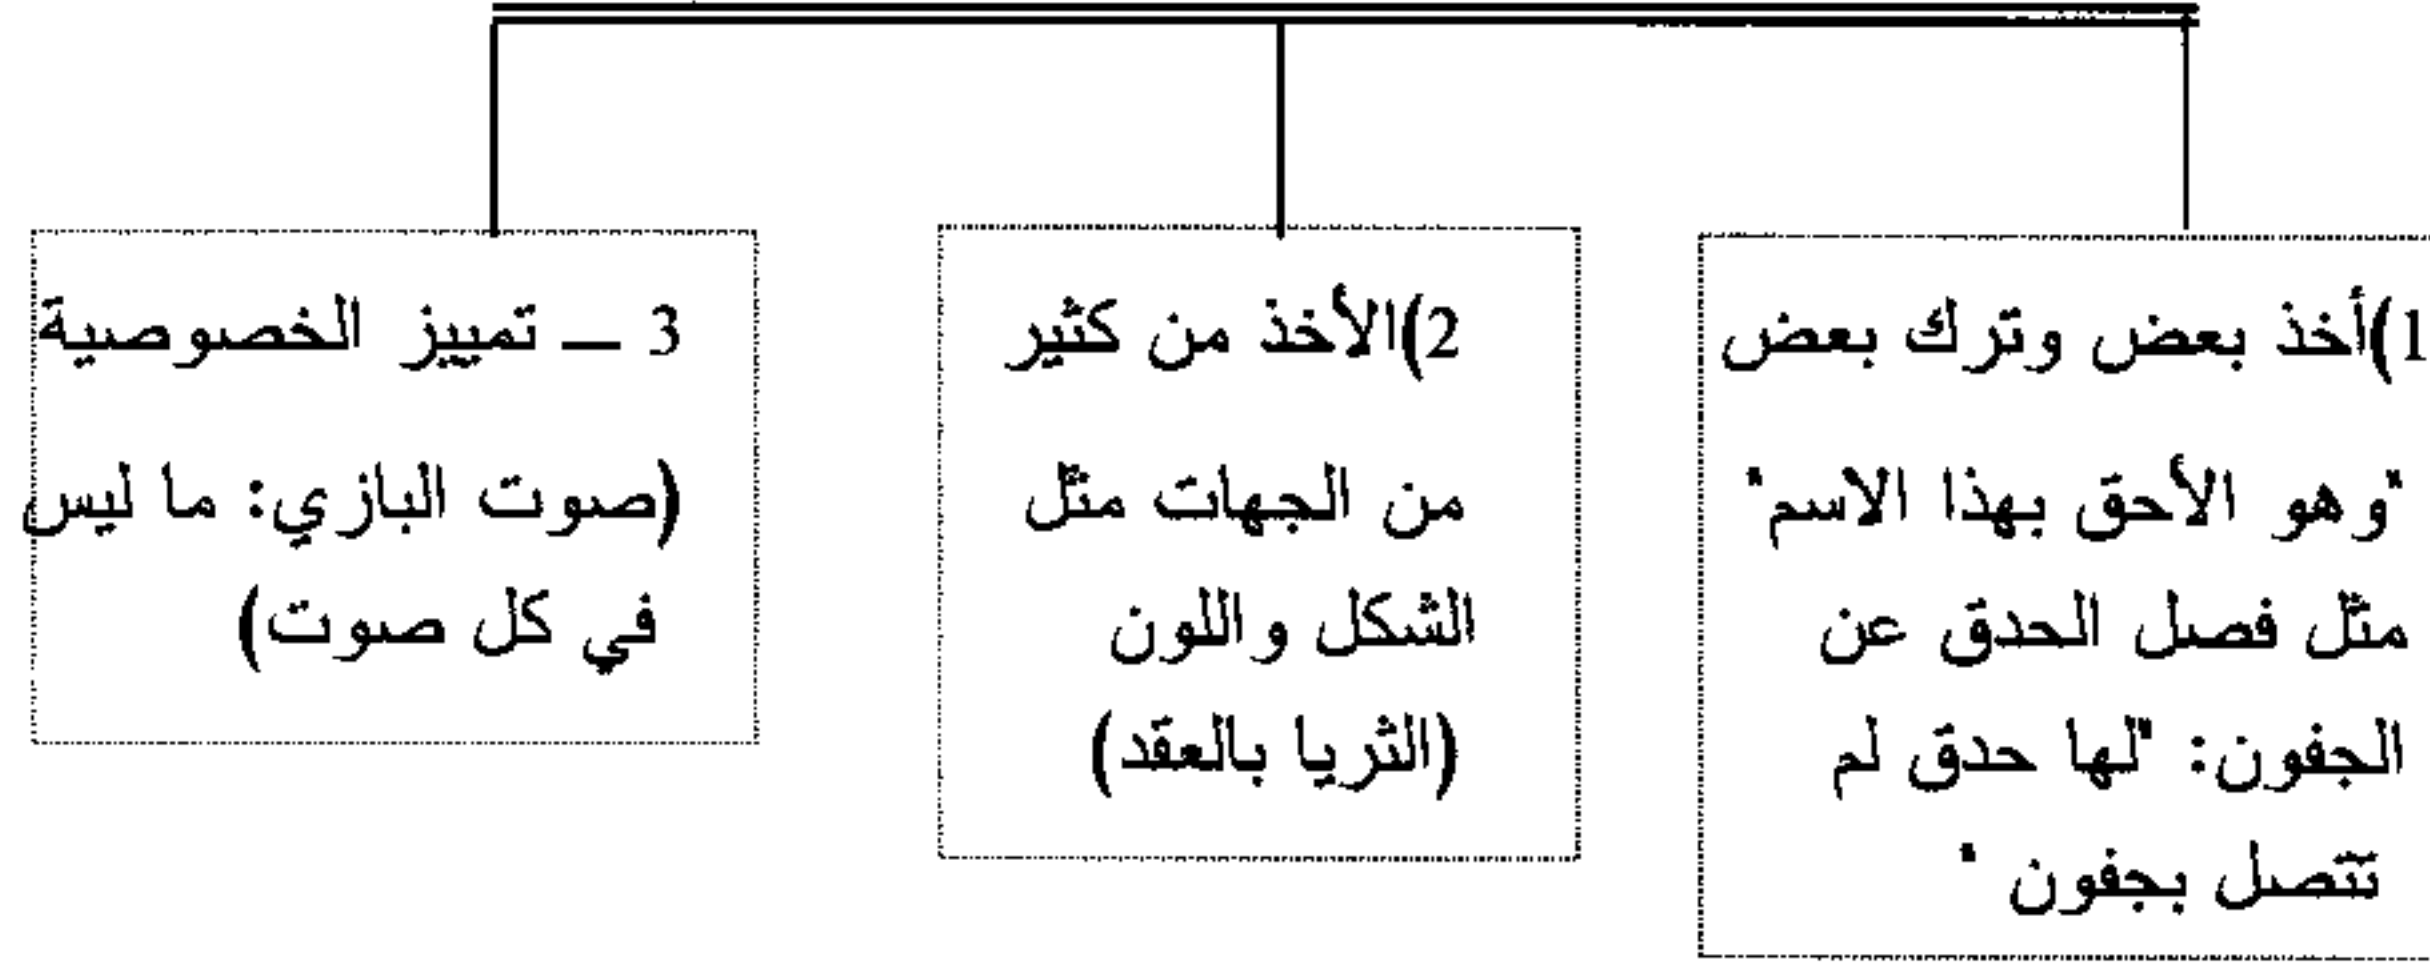 1)أخذ بعض وترك بعض
"وهو الأحق بهذا الاسم"
مثل فصل الحدق عن
الجفون: "لها حدق لم
تتصل بجفون "
2)الأخذ من كثير
من الجهات مثل
الشكل واللون
(الثريا بالعقد)
3 – تمييز الخصوصية
(صوت البازي: ما ليس
في كل صوت)